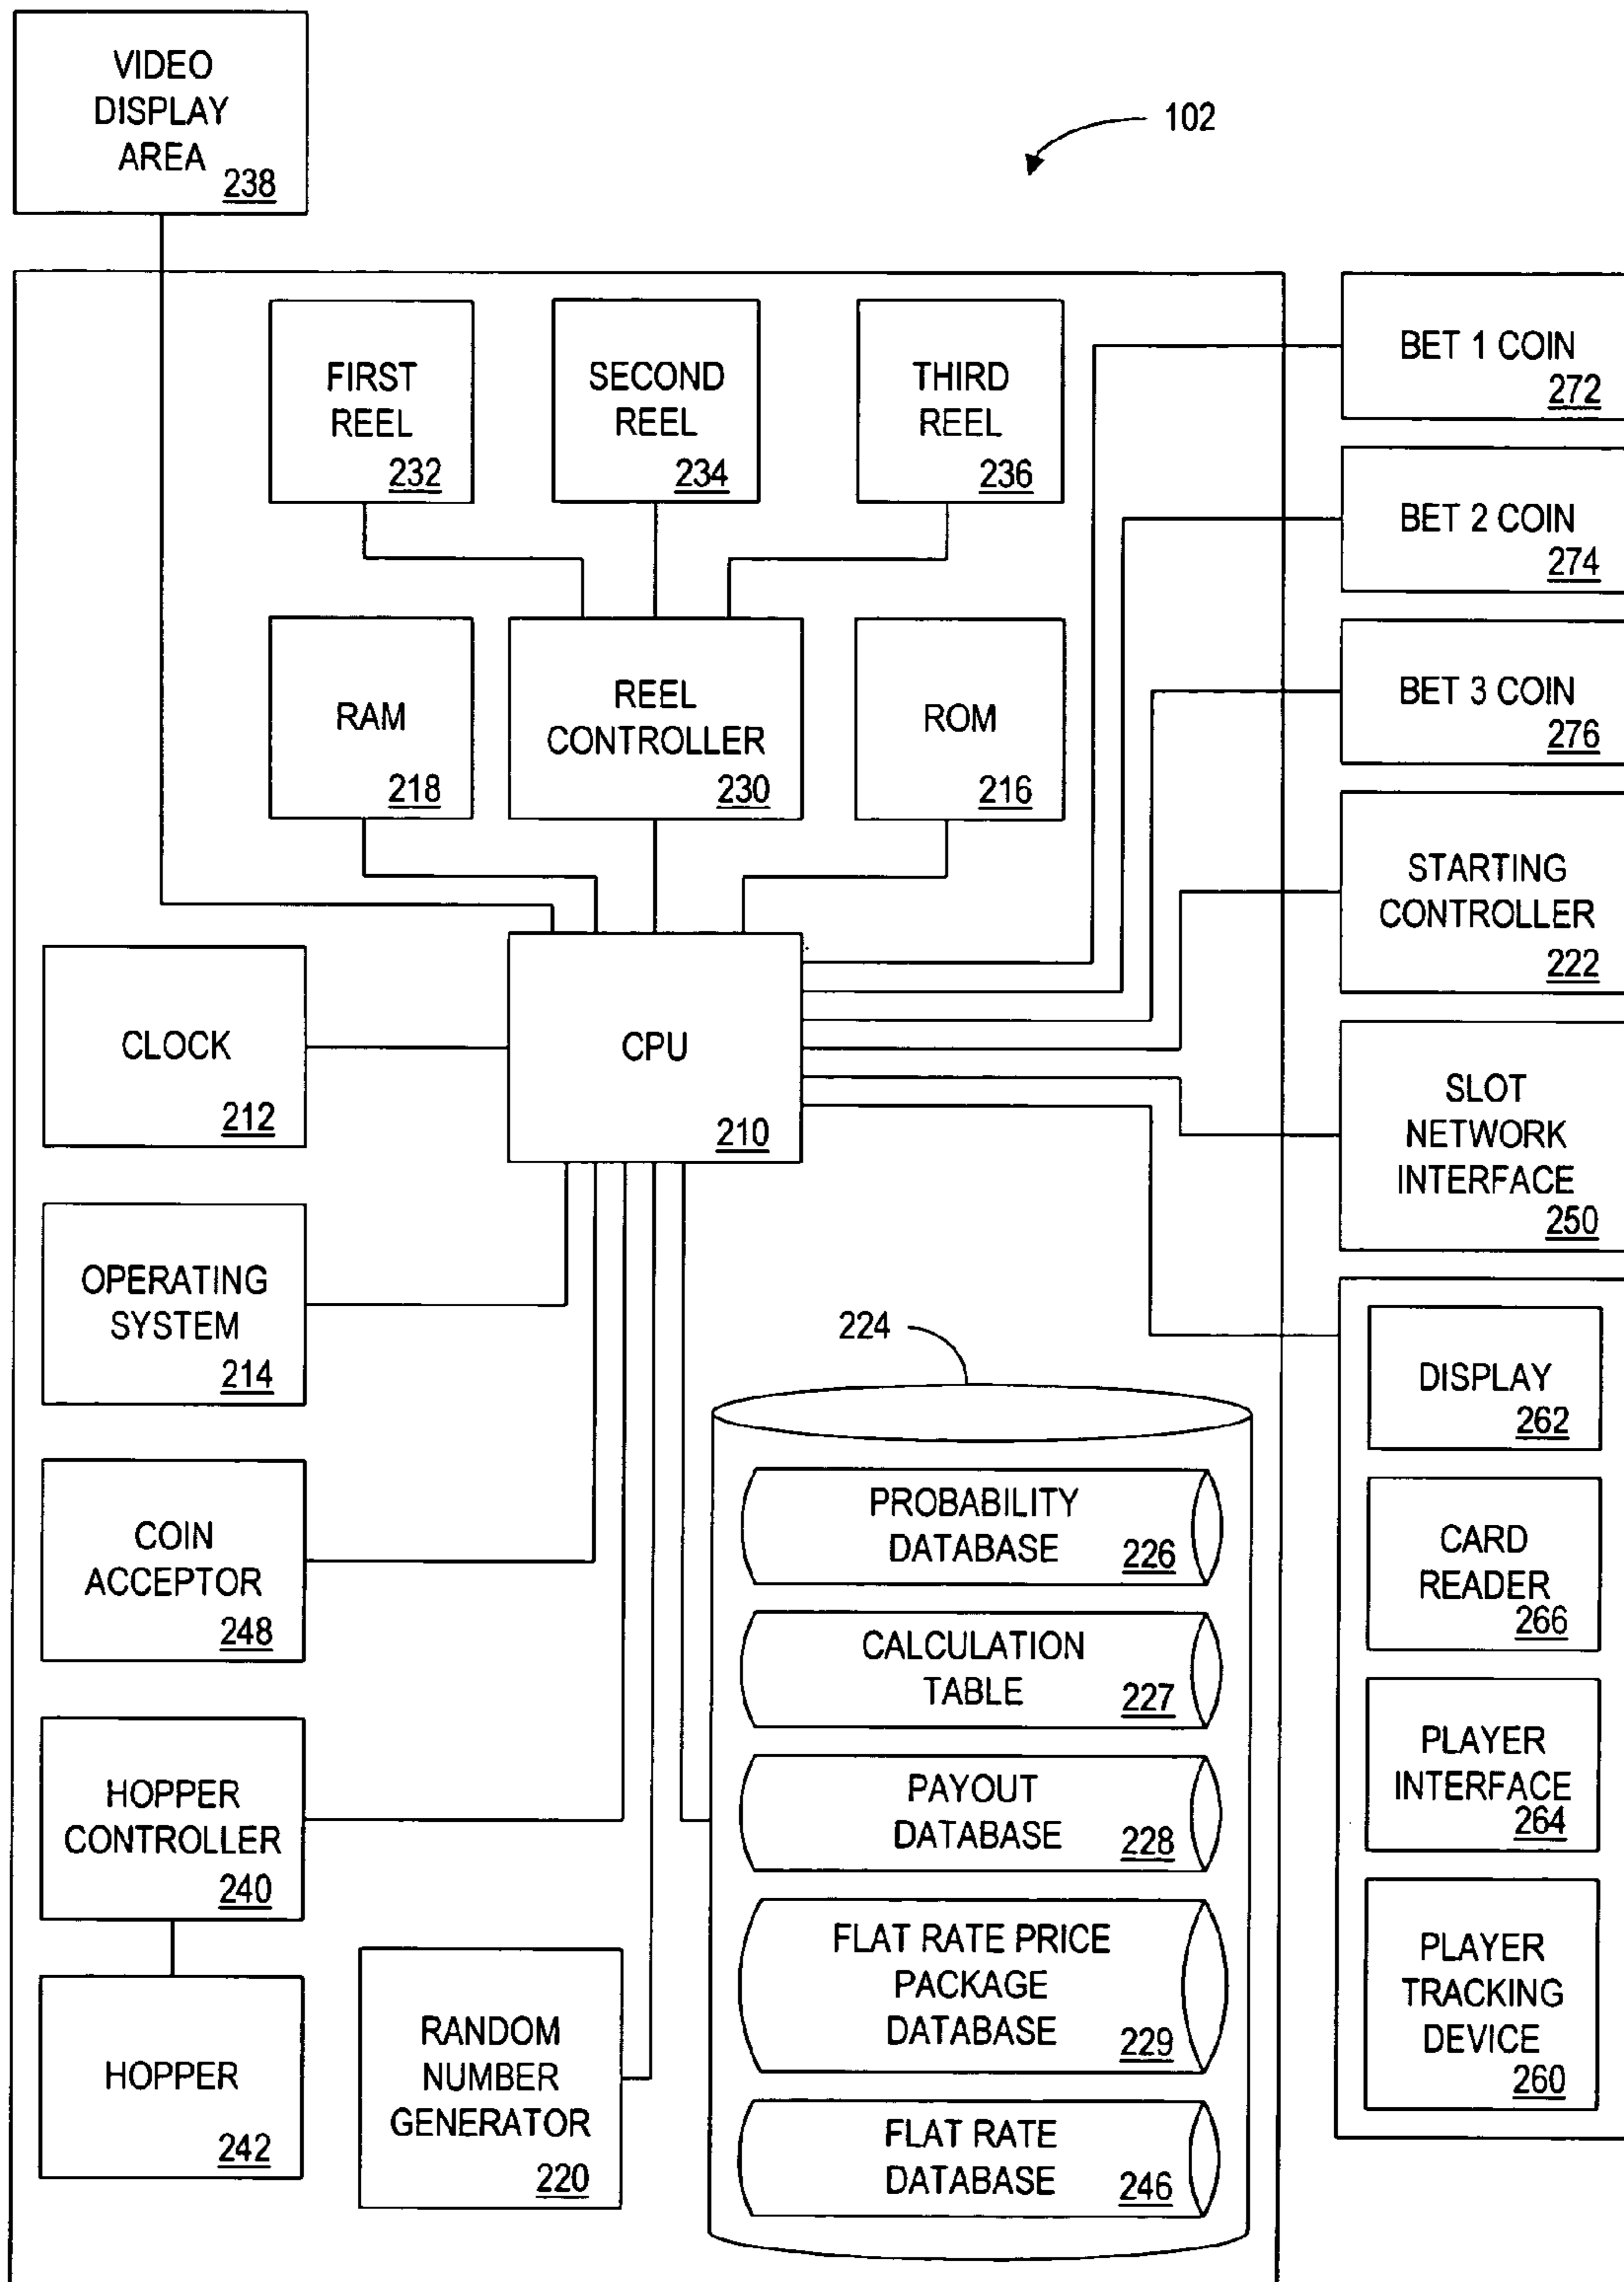 VIDEO
DISPLAY
AREA
238
102
FIRST
REEL
232
SECOND
REEL
234
THIRD
REEL
236
BET 1 COIN
272
BET 2 COIN
274
BET 3 COIN
276
RAM
218
REEL
CONTROLLER
230
ROM
216
STARTING
CONTROLLER
222
CLOCK
212
CPU
210
SLOT
NETWORK
INTERFACE
250
OPERATING
SYSTEM
214
COIN
ACCEPTOR
248
HOPPER
CONTROLLER
240
HOPPER
242
RANDOM
NUMBER
GENERATOR
220
224
PROBABILITY
DATABASE
226
CALCULATION
TABLE
227
PAYOUT
DATABASE
228
FLAT RATE PRICE
PACKAGE
DATABASE
229
FLAT RATE
DATABASE
246
DISPLAY
262
CARD
READER
266
PLAYER
INTERFACE
264
PLAYER
TRACKING
DEVICE
260